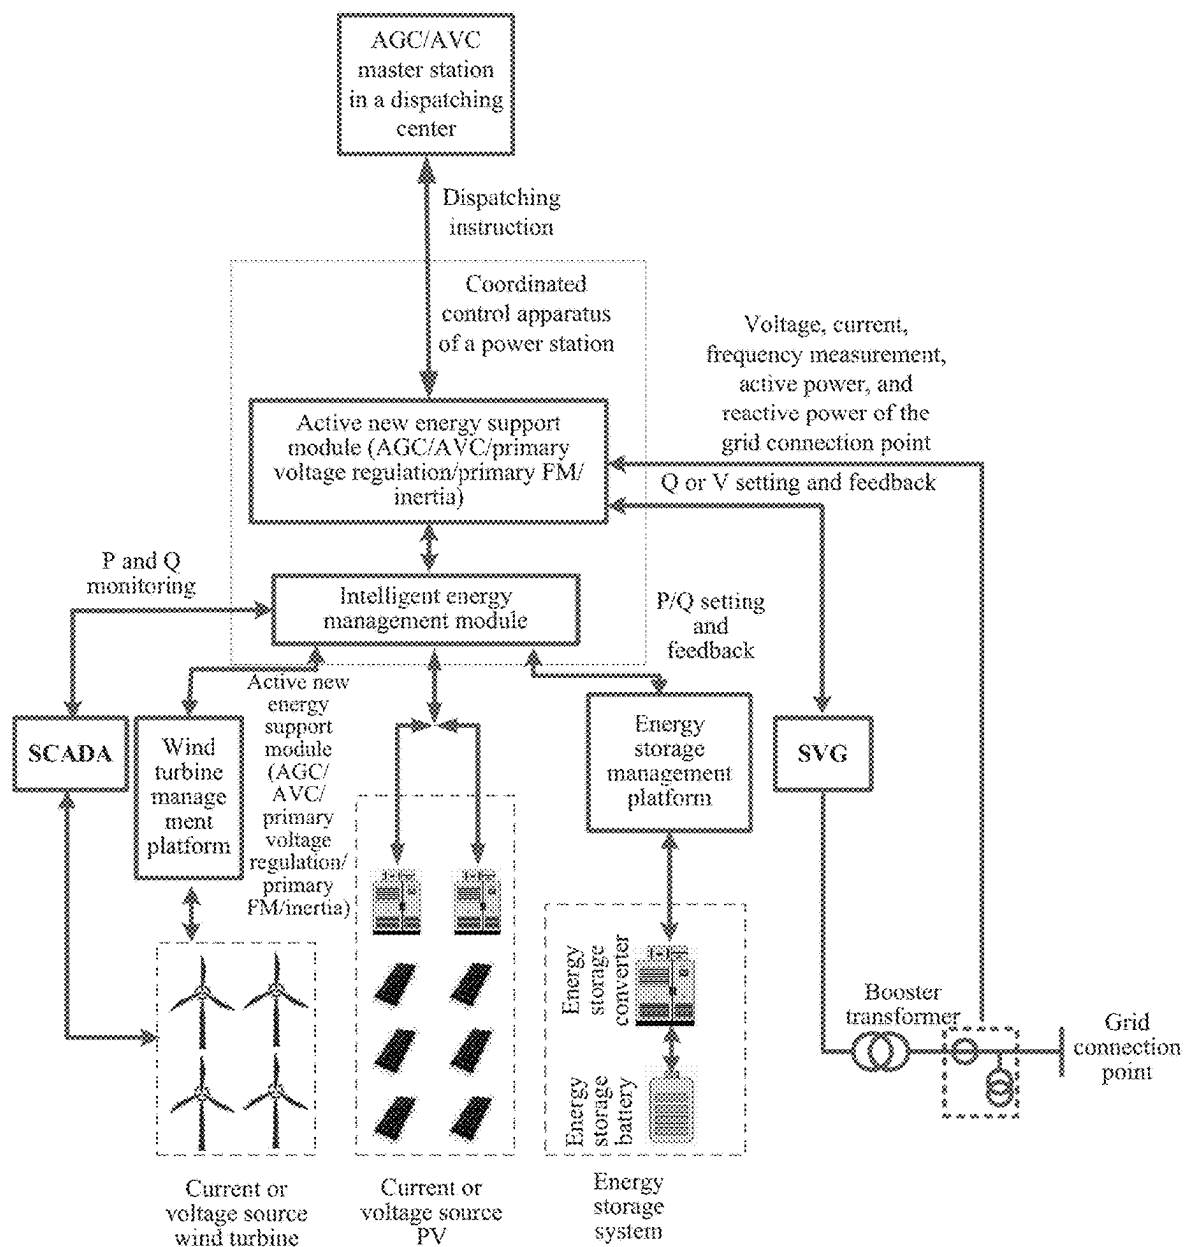 AGC/AVC
master station
in a dispatching
center
Dispatching
instruction
Coordinated
control apparatus
of a power station
Voltage, current,
frequency measurement,
active power, and
reactive power of the
grid connection point
Active new energy support
module (AGC/AVC/primary
voltage regulation/primary FM/
inertia)
Q or V setting and feedback
P and Q
monitoring
Intelligent energy
management module
P/Q setting
and
feedback
SCADA
Wind
turbine
manage
ment
platform
Active new
energy
support
module
(AGC/
AVC/
primary
voltage
regulation/
primary
FM/inertia)
Energy
storage
management
platform
SVG
Energy
storage
converter
Energy
storage
battery
Booster
transformer
Grid
connection
point
Current or
voltage source
wind turbine
Current or
voltage source
PV
Energy
storage
system